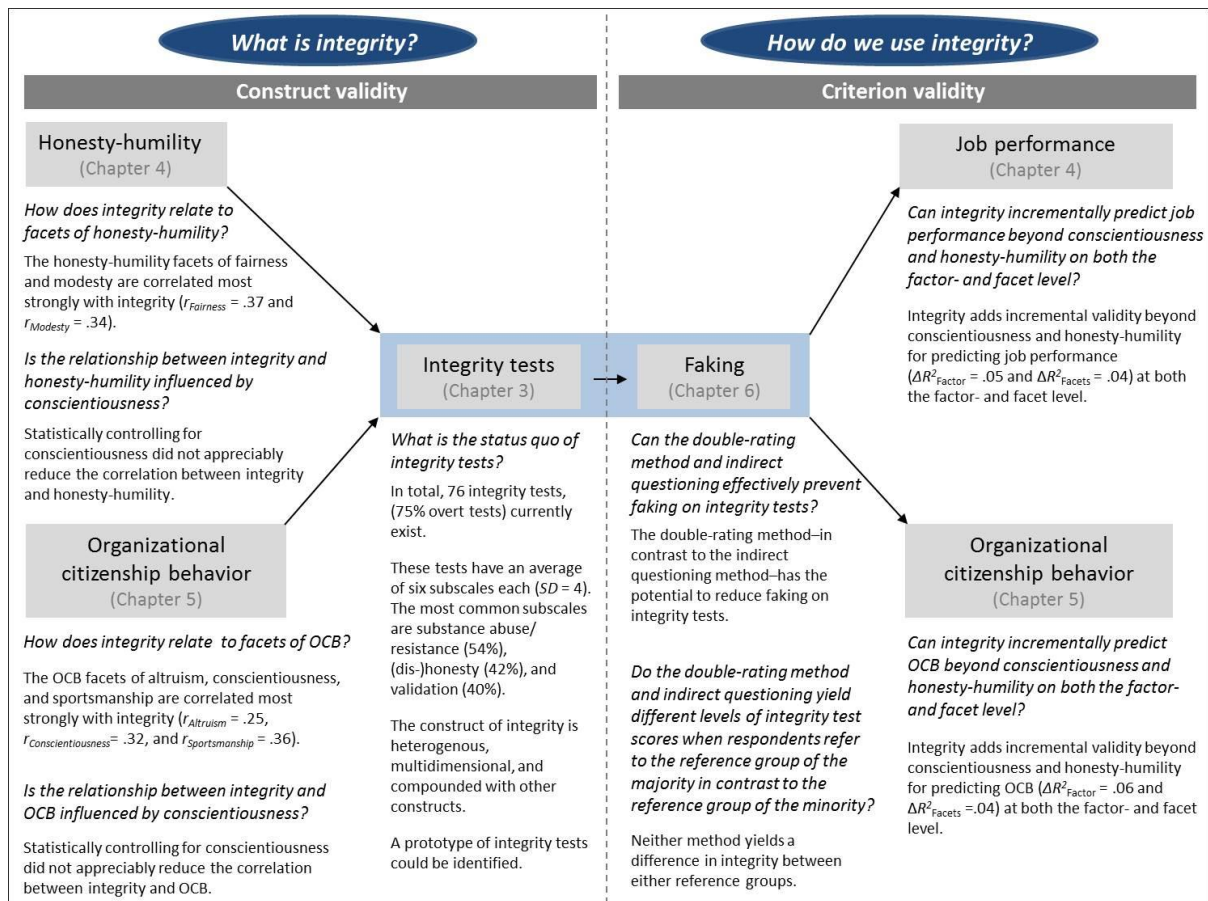 What is integrity?
Construct validity
Honesty-humility
(Chapter 4)
How does integrity relate to
facets of honesty-humility?
The honesty-humility facets of fairness
and modesty are correlated most
strongly with integrity (rFairness = .37 and
rModesty = .34).
Is the relationship between integrity and
honesty-humility influenced by
conscientiousness?
Statistically controlling for
conscientiousness did not appreciably
reduce the correlation between integrity
and honesty-humility.
Organizational
citizenship behavior
(Chapter 5)
How does integrity relate to facets of OCB?
The OCB facets of altruism, conscientiousness,
and sportsmanship are correlated most
strongly with integrity (rAltruism = .25,
rConscientiousness= .32, and rSportsmanship = .36).
Is the relationship between integrity and
OCB influenced by conscientiousness?
Statistically controlling for conscientiousness
did not appreciably reduce the correlation
between integrity and OCB.
Integrity tests
(Chapter 3)
What is the status quo of
integrity tests?
In total, 76 integrity tests,
(75% overt tests) currently
exist.
These tests have an average
of six subscales each (SD = 4).
The most common subscales
are substance abuse/
resistance (54%),
(dis-)honesty (42%), and
validation (40%).
The construct of integrity is
heterogenous,
multidimensional, and
compounded with other
constructs.
A prototype of integrity tests
could be identified.
How do we use integrity?
Criterion validity
Faking
(Chapter 6)
Can the double-rating
method and indirect
questioning effectively prevent
faking on integrity tests?
The double-rating method–in
contrast to the indirect
questioning method–has the
potential to reduce faking on
integrity tests.
Do the double-rating method
and indirect questioning yield
different levels of integrity test
scores when respondents refer
to the reference group of the
majority in contrast to the
reference group of the minority?
Neither method yields a
difference in integrity between
either reference groups.
Job performance
(Chapter 4)
Can integrity incrementally predict job
performance beyond conscientiousness
and honesty-humility on both the
factor- and facet level?
Integrity adds incremental validity beyond
conscientiousness and honesty-humility
for predicting job performance
(ΔR²Factor = .05 and ΔR²Facets = .04) at both
the factor- and facet level.
Organizational
citizenship behavior
(Chapter 5)
Can integrity incrementally predict
OCB beyond conscientiousness and
honesty-humility on both the factor-
and facet level?
Integrity adds incremental validity beyond
conscientiousness and honesty-humility
for predicting OCB (ΔR²Factor = .06 and
ΔR²Facets =.04) at both the factor- and facet
level.